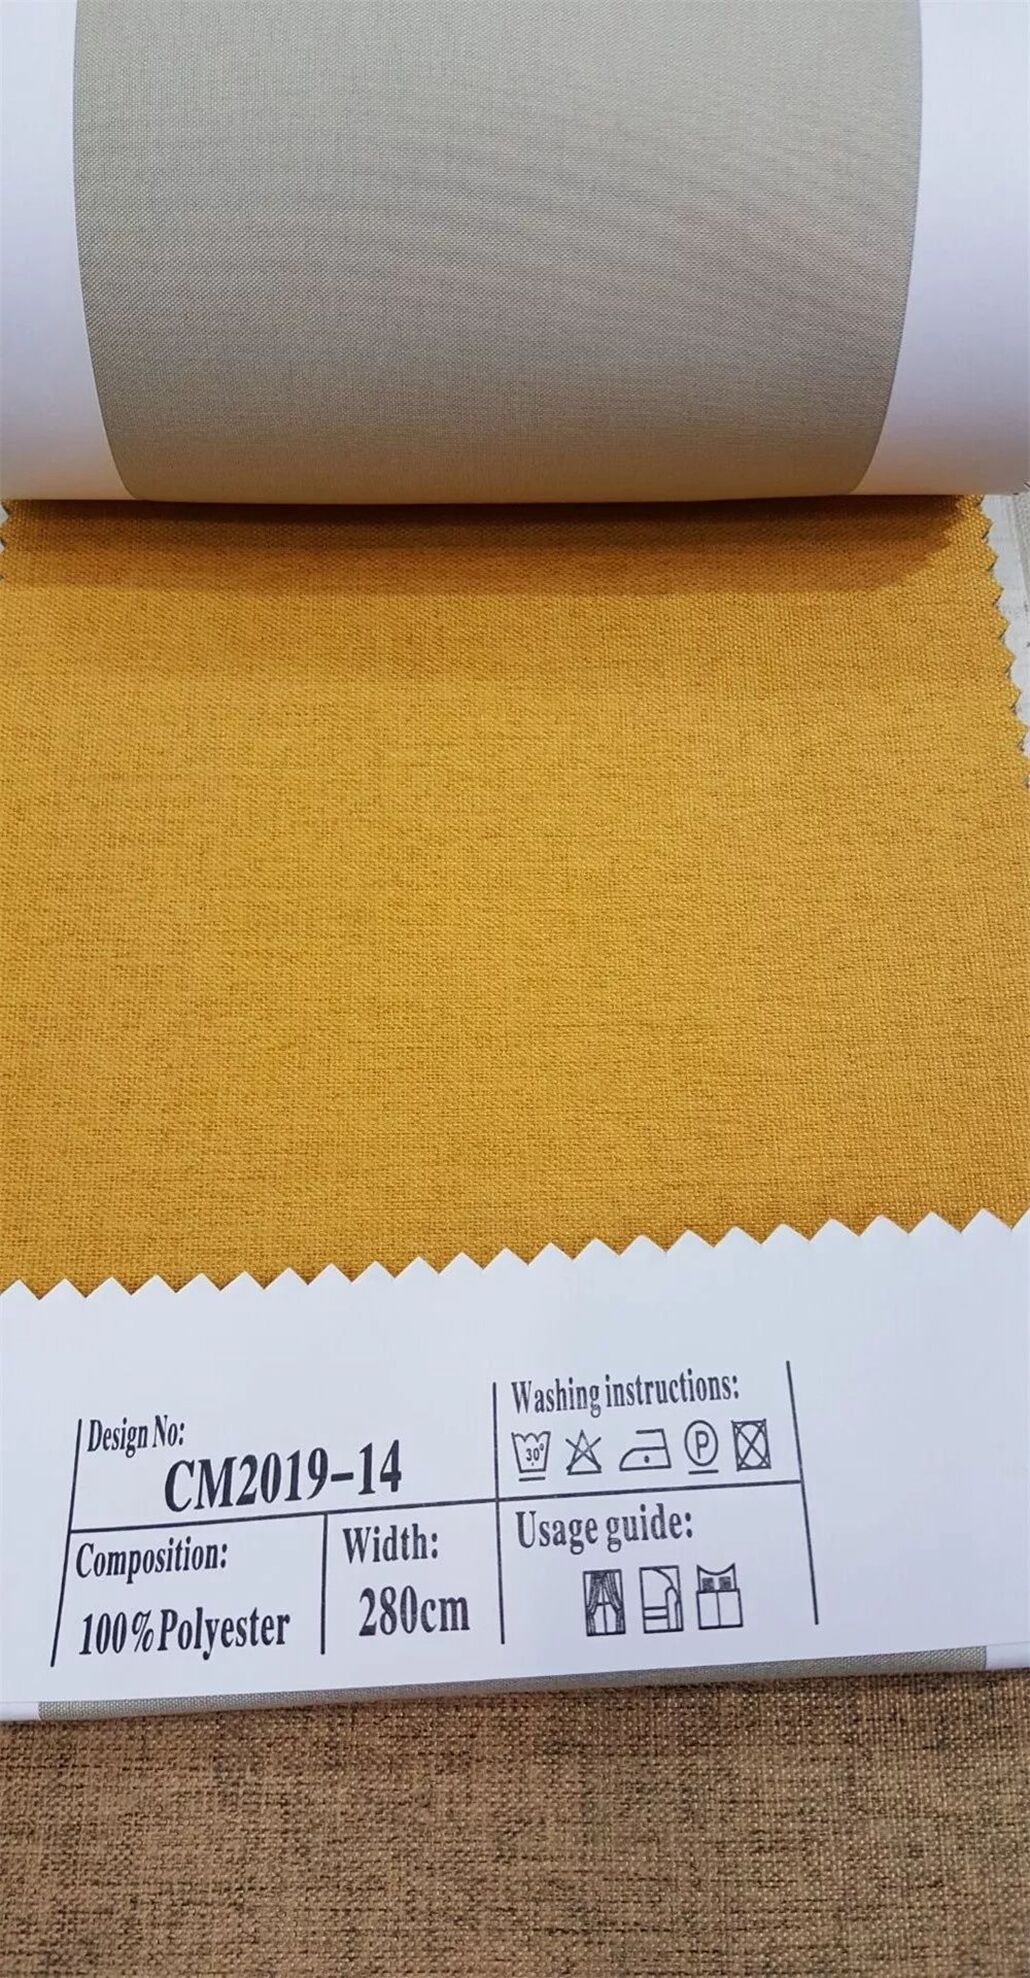 Design No:
CM2019-14
Composition:
100%Polyester
Width:
280cm
Washing instructions:
30°
P
Usage guide: